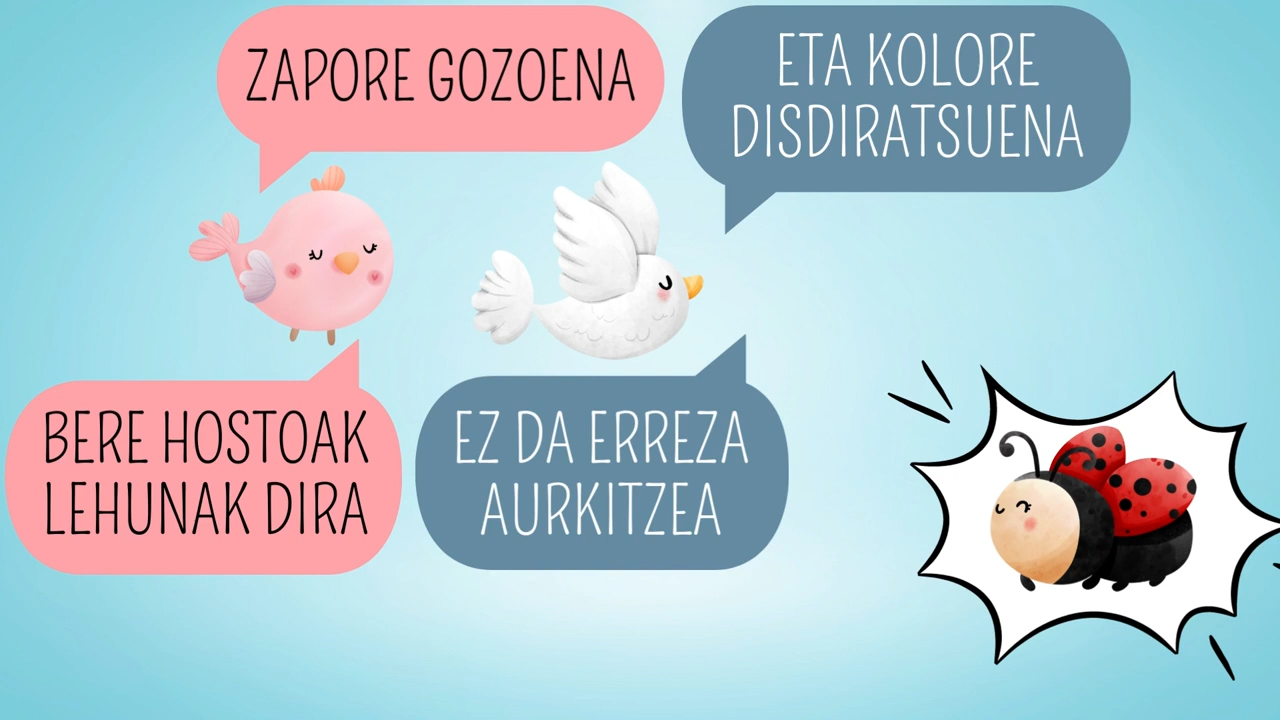 ZAPORE GOZOENA
ETA KOLORE
DISDIRATSUENA
BERE HOSTOAK
LEHUNAK DIRA
EZ DA ERREZA
AURKITZEA